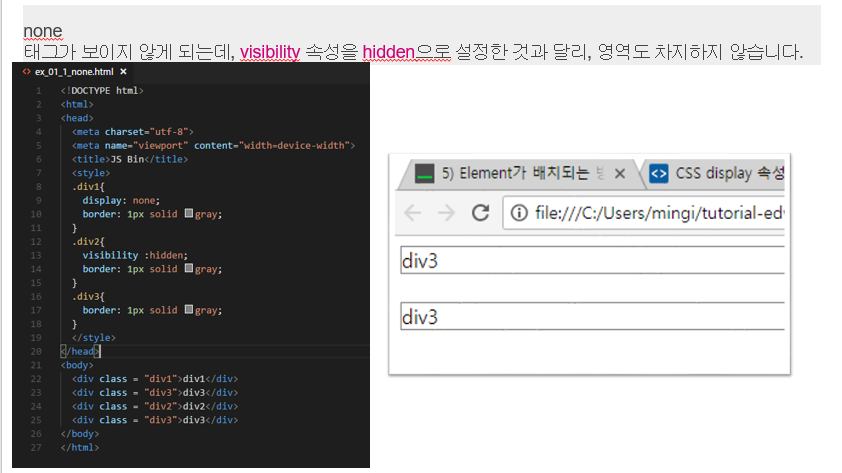 none
태그가 보이지 않게 되는데, visibility 속성을 hidden으로 설정한 것과 달리, 영역도 차지하지 않습니다.
ex_01_1_none.html ×
1 <!DOCTYPE html>
2 <html>
3 <head>
4 <meta charset="utf-8">
5 <meta name="viewport" content="width=device-width">
6 <title>JS Bin</title>
7 <style>
8 .div1{
9 display: none;
10 border: 1px solid gray;
11 }
12 .div2{
13 visibility :hidden;
14 border: 1px solid gray;
15 }
16 .div3{
17 border: 1px solid gray;
18 }
19 </style>
20 </head>
21 <body>
22 <div class = "div1">div1</div>
23 <div class = "div3">div3</div>
24 <div class = "div2">div2</div>
25 <div class = "div3">div3</div>
26 </body>
27 </html>
5) Element가 배치되는 × CSS display 속성
file:///C:/Users/mingi/tutorial-ed
div3
div3